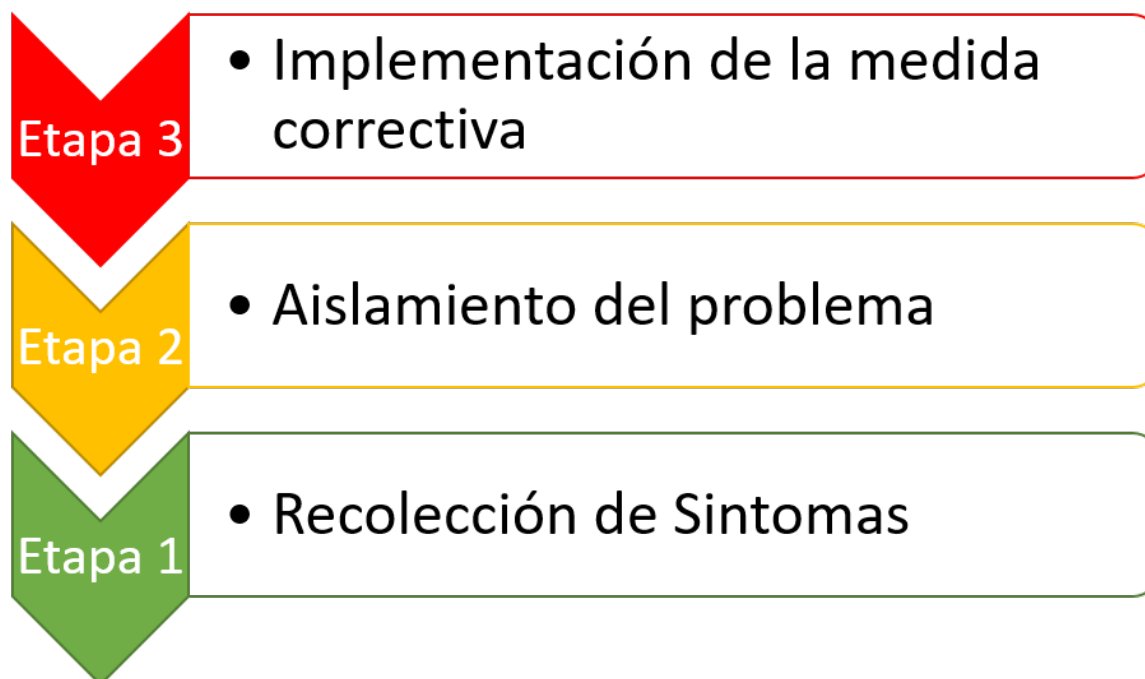 Etapa 3
• Implementación de la medida
correctiva
Etapa 2
• Aislamiento del problema
Etapa 1
• Recolección de Sintomas